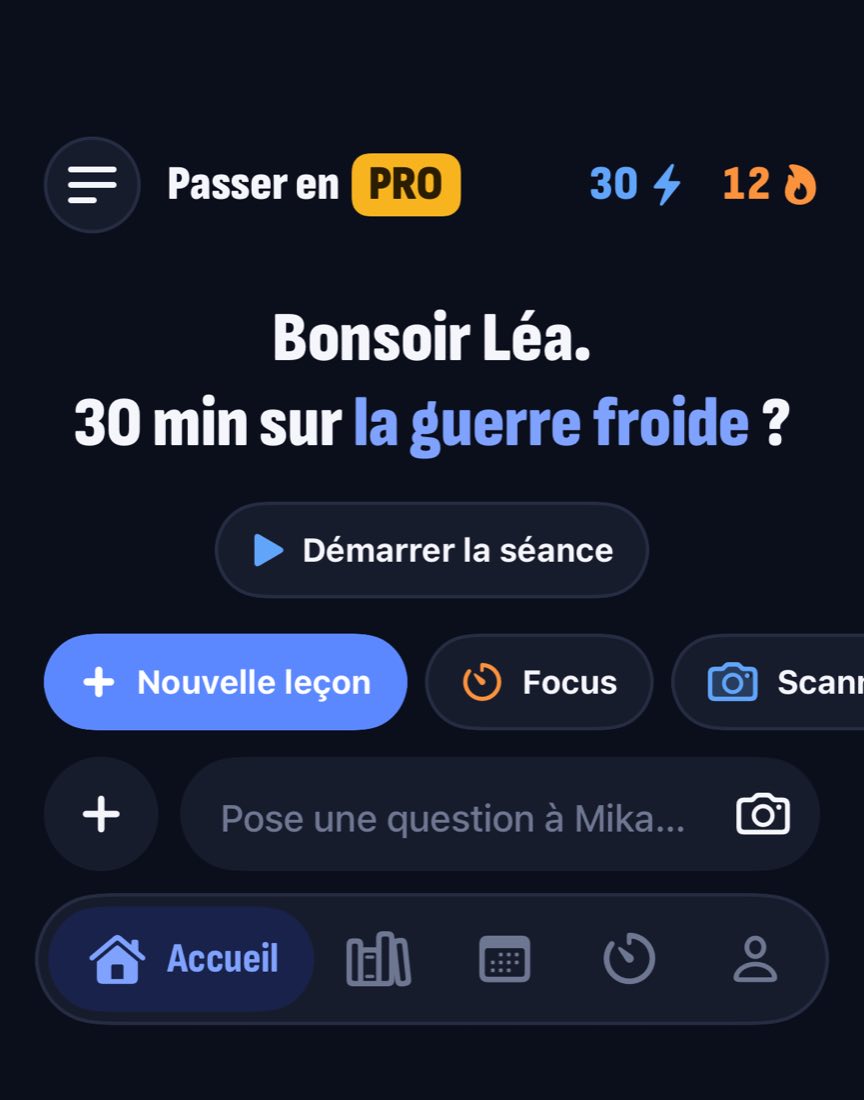 Passer en PRO 30 12
Bonsoir Léa.
30 min sur la guerre froide ?
Démarrer la séance
Nouvelle leçon Focus Scanr
Pose une question à Mika...
Accueil